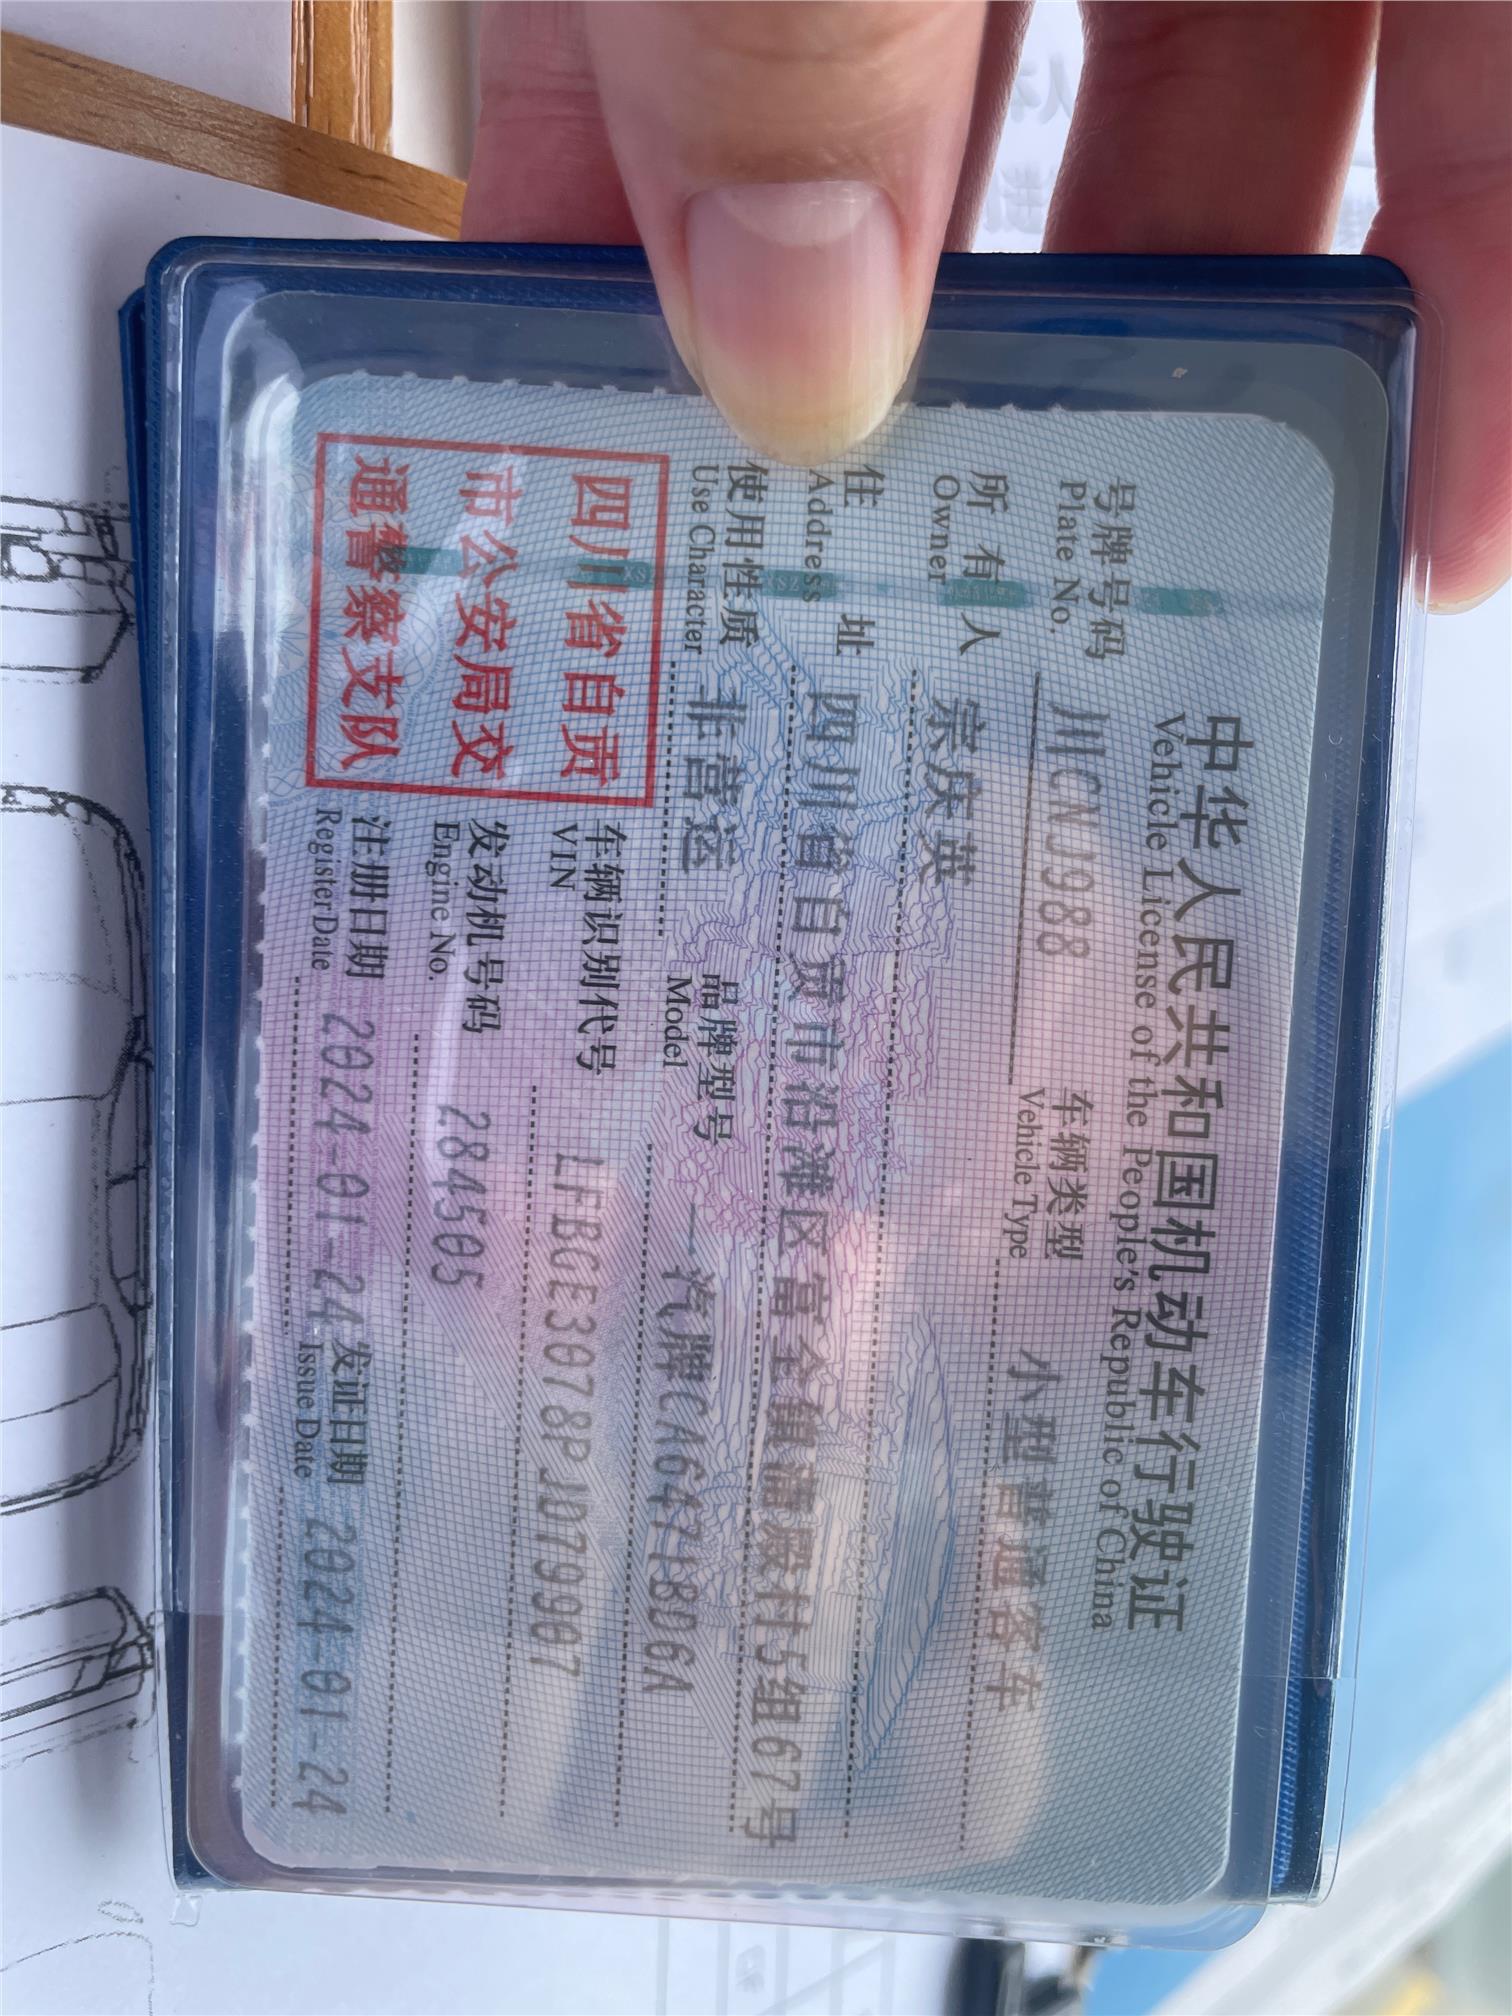 中华人民共和国机动车行驶证
Vehicle License of the People's Republic of China
号牌号码 川CNJ988 车辆类型 小型普通客车
Plate No. Vehicle Type
所有人 宗庆英
Owner
住址 四川省自贡市沿滩区富全镇 村5组67号
Address
使用性质 非营运 品牌型号 一汽牌CA6471BD6A
Use Character Model
四川省自贡
市公安局交
通警察支队
车辆识别代号 LFBGE3078PJD79907
VIN
发动机号码 284505
Engine No.
注册日期 2024-01-24 发证日期 2024-01-24
Register Date Issue Date